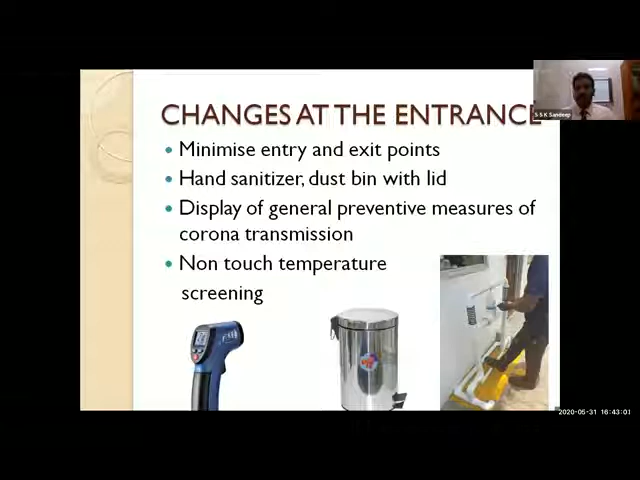 CHANGES AT THE ENTRANCE
S S K Sandeep
Minimise entry and exit points
Hand sanitizer, dust bin with lid
Display of general preventive measures of
corona transmission
Non touch temperature
screening
2020-05-31 16:43:01